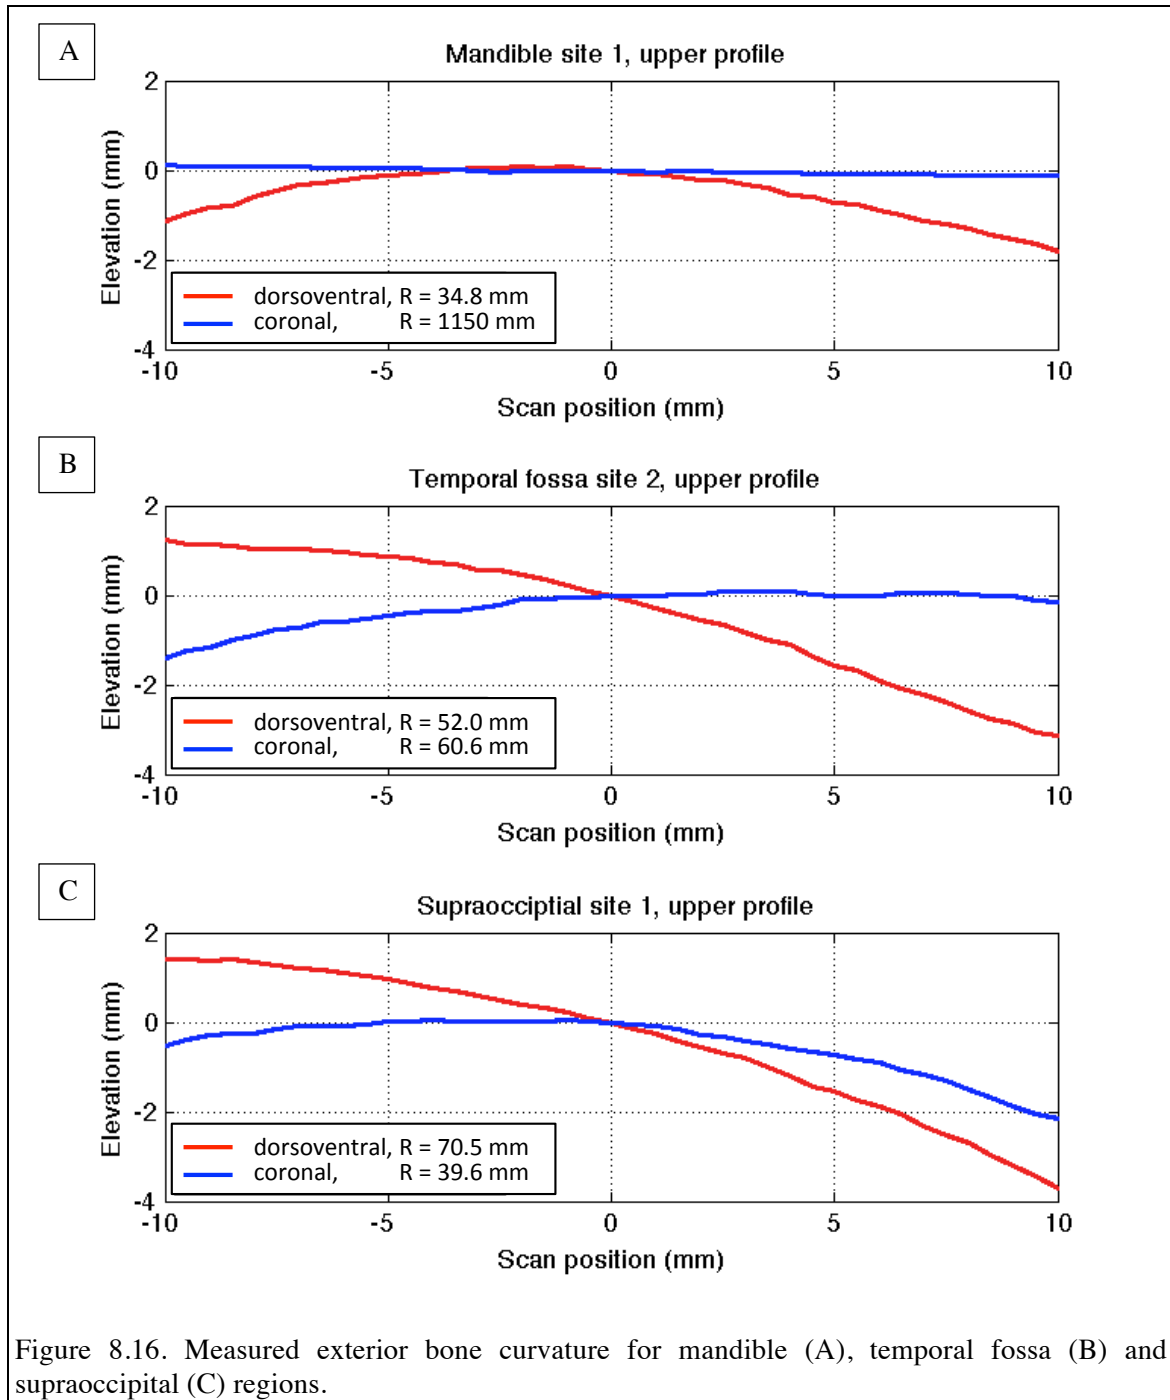 A
Mandible site 1, upper profile
2
0
-2
-4
Elevation (mm)
dorsoventral, R = 34.8 mm
coronal, R = 1150 mm
-10 -5 0 5 10
Scan position (mm)
B
Temporal fossa site 2, upper profile
2
0
-2
-4
Elevation (mm)
dorsoventral, R = 52.0 mm
coronal, R = 60.6 mm
-10 -5 0 5 10
Scan position (mm)
C
Supraocciptial site 1, upper profile
2
0
-2
-4
Elevation (mm)
dorsoventral, R = 70.5 mm
coronal, R = 39.6 mm
-10 -5 0 5 10
Scan position (mm)
Figure 8.16. Measured exterior bone curvature for mandible (A), temporal fossa (B) and
supraoccipital (C) regions.